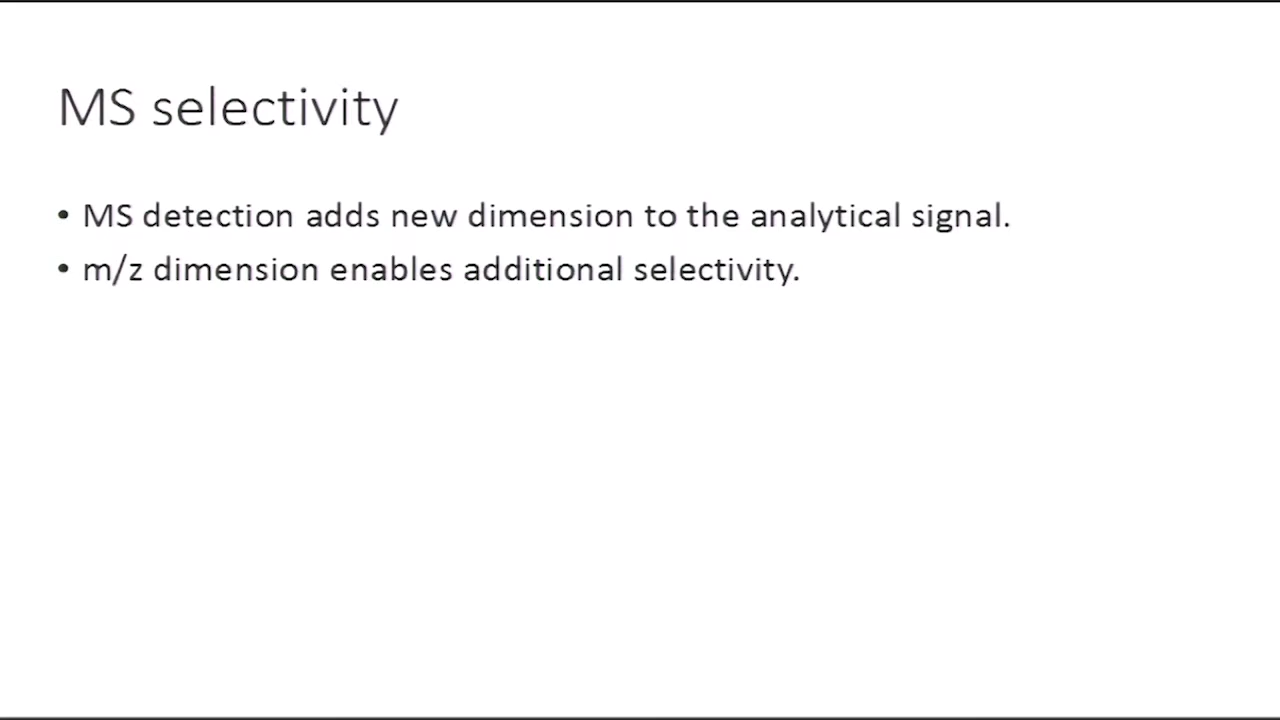 MS selectivity
• MS detection adds new dimension to the analytical signal.
• m/z dimension enables additional selectivity.